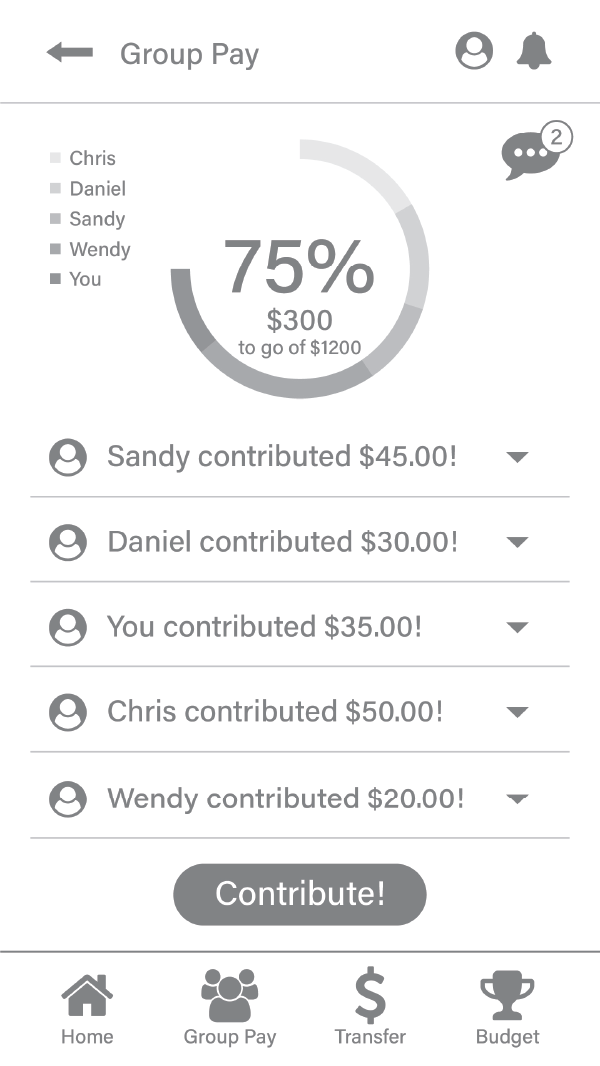 Group Pay
2
Chris
Daniel
Sandy
Wendy
You
75%
$300
to go of $1200
Sandy contributed $45.00!
Daniel contributed $30.00!
You contributed $35.00!
Chris contributed $50.00!
Wendy contributed $20.00!
Contribute!
Home
Group Pay
Transfer
Budget